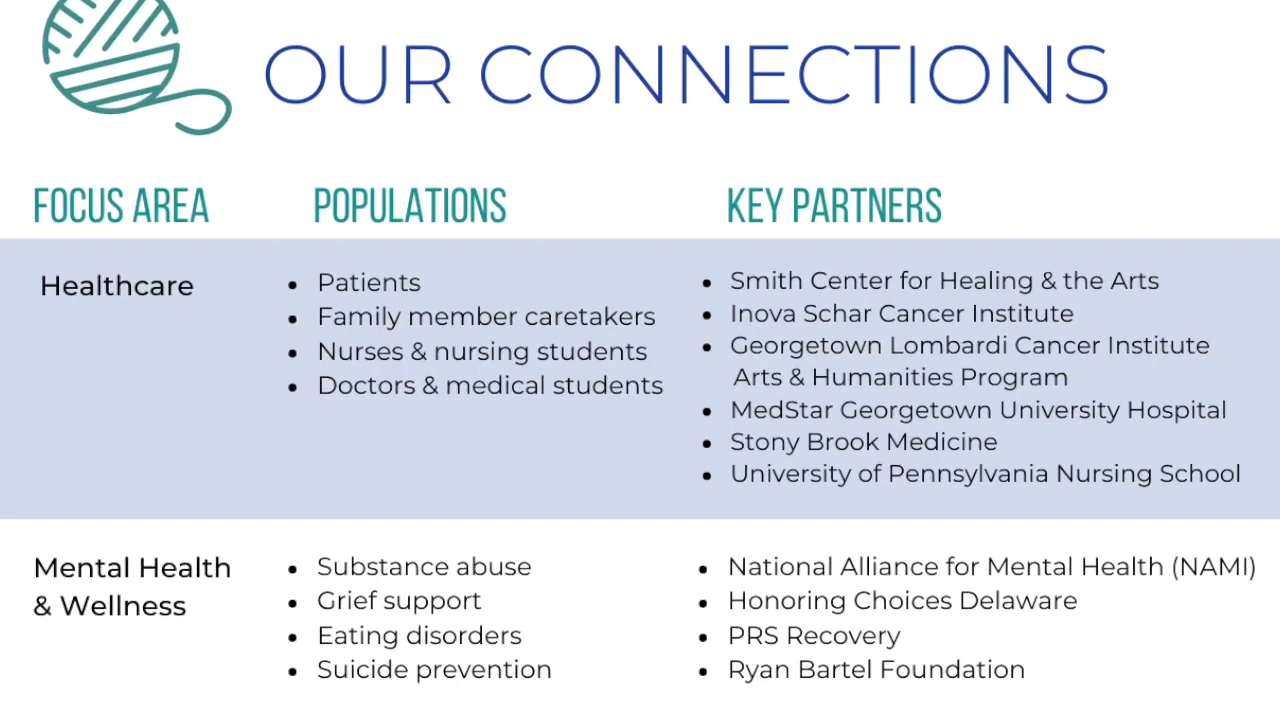 OUR CONNECTIONS
FOCUS AREA
POPULATIONS
KEY PARTNERS
Healthcare
• Patients
• Family member caretakers
• Nurses & nursing students
• Doctors & medical students
• Smith Center for Healing & the Arts
• Inova Schar Cancer Institute
• Georgetown Lombardi Cancer Institute
Arts & Humanities Program
• MedStar Georgetown University Hospital
• Stony Brook Medicine
• University of Pennsylvania Nursing School
Mental Health
& Wellness
• Substance abuse
• Grief support
• Eating disorders
• Suicide prevention
• National Alliance for Mental Health (NAMI)
• Honoring Choices Delaware
• PRS Recovery
• Ryan Bartel Foundation